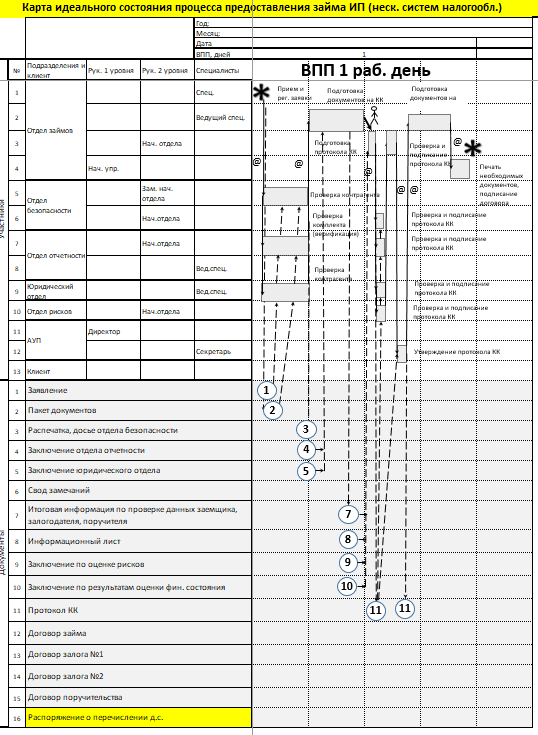 Карта идеального состояния процесса предоставления займа ИП (неск. систем налогообл.)
Год:
Месяц:
Дата
ВПП, дней
1
№
Подразделения и клиент
Рук. 1 уровня
Рук. 2 уровня
Специалисты
ВПП 1 раб. день
Участники
1
Спец.
2
Ведущий спец.
Отдел займов
3
Нач. отдела
4
Нач. упр.
5
Отдел безопасности
Зам. нач. отдела
6
Нач.отдела
7
Отдел отчетности
Нач.отдела
8
Вед.спец.
9
Юридический отдел
Вед.спец.
10
Отдел рисков
Нач.отдела
11
АУП
Директор
12
Секретарь
13
Клиент
Прием и
рег. заявки
Подготовка
документов на КК
Подготовка
документов на
Подготовка
протокола КК
Проверка и
подписание
протокола КК
@
@
@
@
@
@
Печать
необходимых
документов,
подписание
договора
Проверка контрагента
Проверка
комплекта
(верификация)
Проверка
контрагента
Проверка и подписание
протокола КК
Проверка и подписание
протокола КК
Проверка и подписание
протокола КК
Проверка и подписание
протокола КК
Утверждение протокола КК
Документы
1
Заявление
1
2
Пакет документов
2
3
Распечатка, досье отдела безопасности
3
4
Заключение отдела отчетности
4
5
Заключение юридического отдела
5
6
Свод замечаний
7
Итоговая информация по проверке данных заемщика,
залогодателя, поручителя
7
8
Информационный лист
8
9
Заключение по оценке рисков
9
10
Заключение по результатам оценки фин. состояния
10
11
Протокол КК
11
11
12
Договор займа
13
Договор залога №1
14
Договор залога №2
15
Договор поручительства
16
Распоряжение о перечислении д.с.